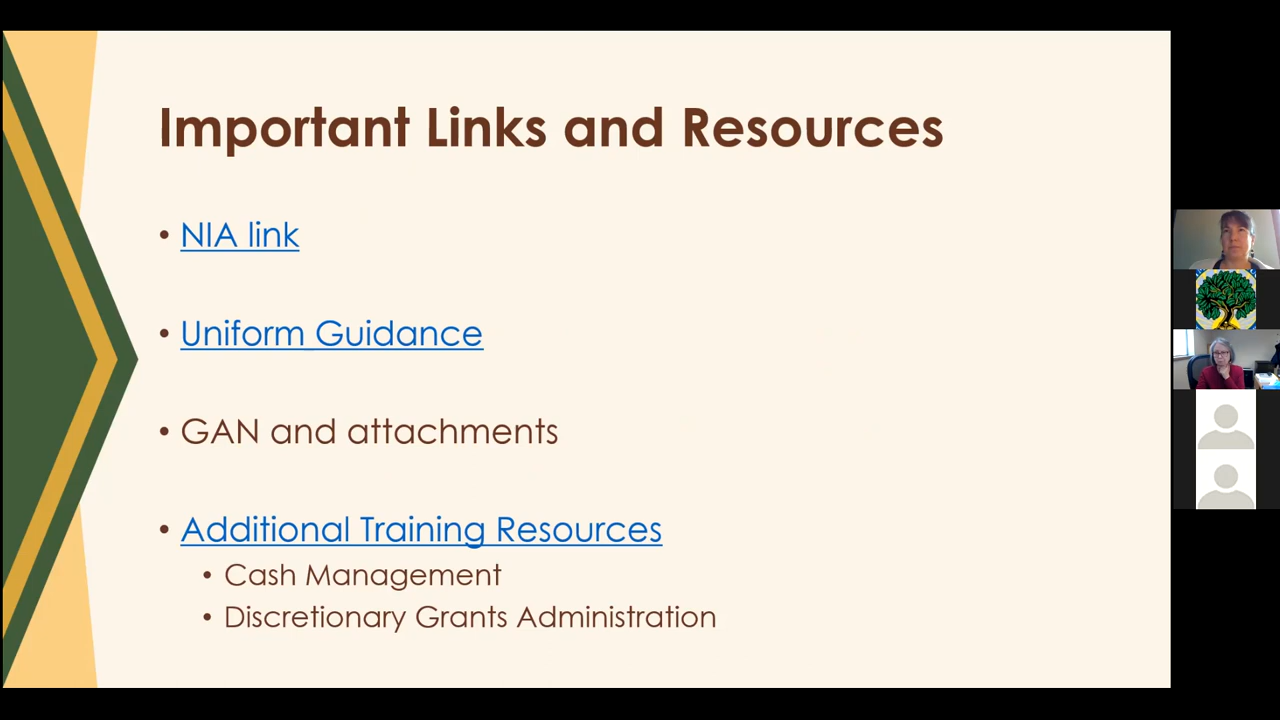 Important Links and Resources
• NIA link
• Uniform Guidance
• GAN and attachments
• Additional Training Resources
• Cash Management
• Discretionary Grants Administration